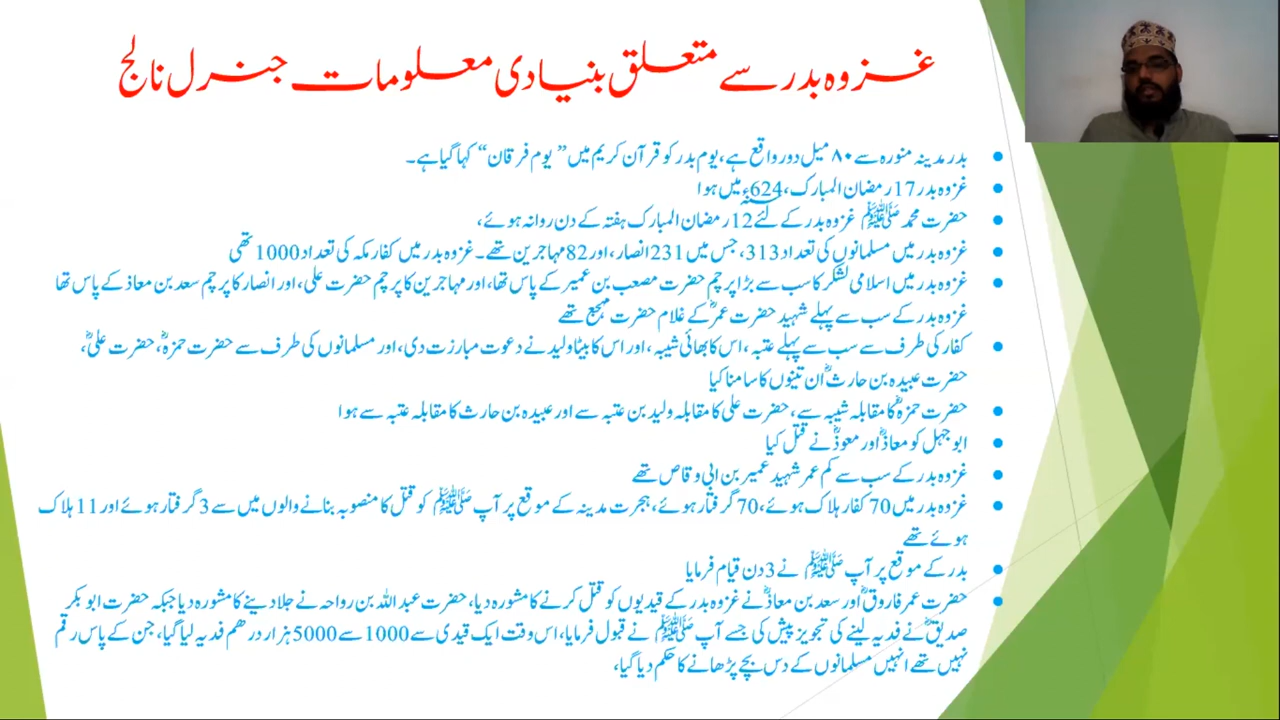 غزوہ بدر سے متعلق بنیادی معلومات جنرل نالج
بدر مدینہ منورہ سے ۸۰ میل دور واقع ہے، یوم بدر کو قرآن کریم میں ”یوم فرقان“ کہا گیا ہے۔
غزوہ بدر 17 رمضان المبارک، 624ء میں ہوا
حضرت محمد ﷺ غزوہ بدر کے لئے 12 رمضان المبارک ہفتہ کے دن روانہ ہوئے،
غزوہ بدر میں مسلمانوں کی تعداد 313، جس میں 231 انصار، اور 82 مہاجرین تھے۔ غزوہ بدر میں کفار مکہ کی تعداد 1000 تھی
غزوہ بدر میں اسلامی لشکر کا سب سے بڑا پرچم حضرت مصعب بن عمیر کے پاس تھا، اور مہاجرین کا پرچم حضرت علی، اور انصار کا پرچم سعد بن معاذ کے پاس تھا
غزوہ بدر کے سب سے پہلے شہید حضرت عمرؓ کے غلام حضرت مہجع تھے
کفار کی طرف سے سب سے پہلے عتبہ، اس کا بھائی شیبہ، اور اس کا بیٹا ولید نے دعوت مبارزت دی، اور مسلمانوں کی طرف سے حضرت حمزہؓ، حضرت علیؓ،
حضرت عبیدہ بن حارثؓ ان تینوں کا سامنا کیا
حضرت حمزہؓ کا مقابلہ شیبہ سے، حضرت علی کا مقابلہ ولید بن عتبہ سے اور عبیدہ بن حارث کا مقابلہ عتبہ سے ہوا
ابو جہل کو معاذؓ اور معوذؓ نے قتل کیا
غزوہ بدر کے سب سے کم عمر شہید عمیر بن ابی وقاص تھے
غزوہ بدر میں 70 کفار ہلاک ہوئے، 70 گرفتار ہوئے، ہجرت مدینہ کے موقع پر آپ ﷺ کو قتل کا منصوبہ بنانے والوں میں سے 3 گرفتار ہوئے اور 11 ہلاک
ہوئے تھے
بدر کے موقع پر آپ ﷺ نے 3 دن قیام فرمایا
حضرت عمر فاروقؓ اور سعد بن معاذؓ نے غزوہ بدر کے قیدیوں کو قتل کرنے کا مشورہ دیا، حضرت عبد اللہ بن رواحہ نے جلا دینے کا مشورہ دیا جبکہ حضرت ابو بکر
صدیقؓ نے فدیہ لینے کی تجویز پیش کی جسے آپ ﷺ نے قبول فرمایا، اس وقت ایک قیدی سے 1000 سے 5000 ہزار درھم فدیہ لیا گیا، جن کے پاس رقم
نہیں تھے انہیں مسلمانوں کے دس بچے پڑھانے کا حکم دیا گیا،